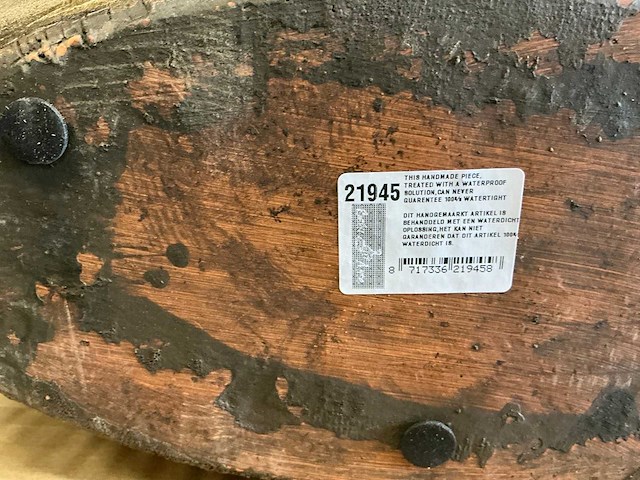 21945
THIS HANDMADE PIECE,
TREATED WITH A WATERPROOF
SOLUTION,CAN NEVER
GUARENTEE 100% WATERTIGHT
DIT HANDGEMAARKT ARTIKEL IS
BEHANDELD MET EEN WATERDICHT
OPLOSSING,HET KAN NIET
GARANDEREN DAT DIT ARTIKEL 100%
WATERDICHT IS.
8 717336 219458